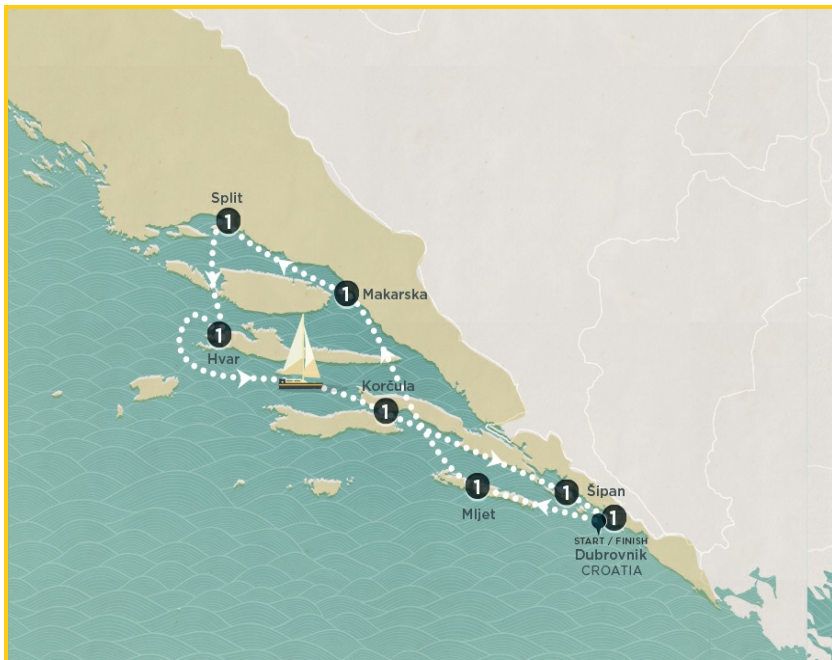 Split
1
1
Makarska
1
Hvar
Korčula
1
1
Mljet
1
Šipan
1
START / FINISH
Dubrovnik
CROATIA